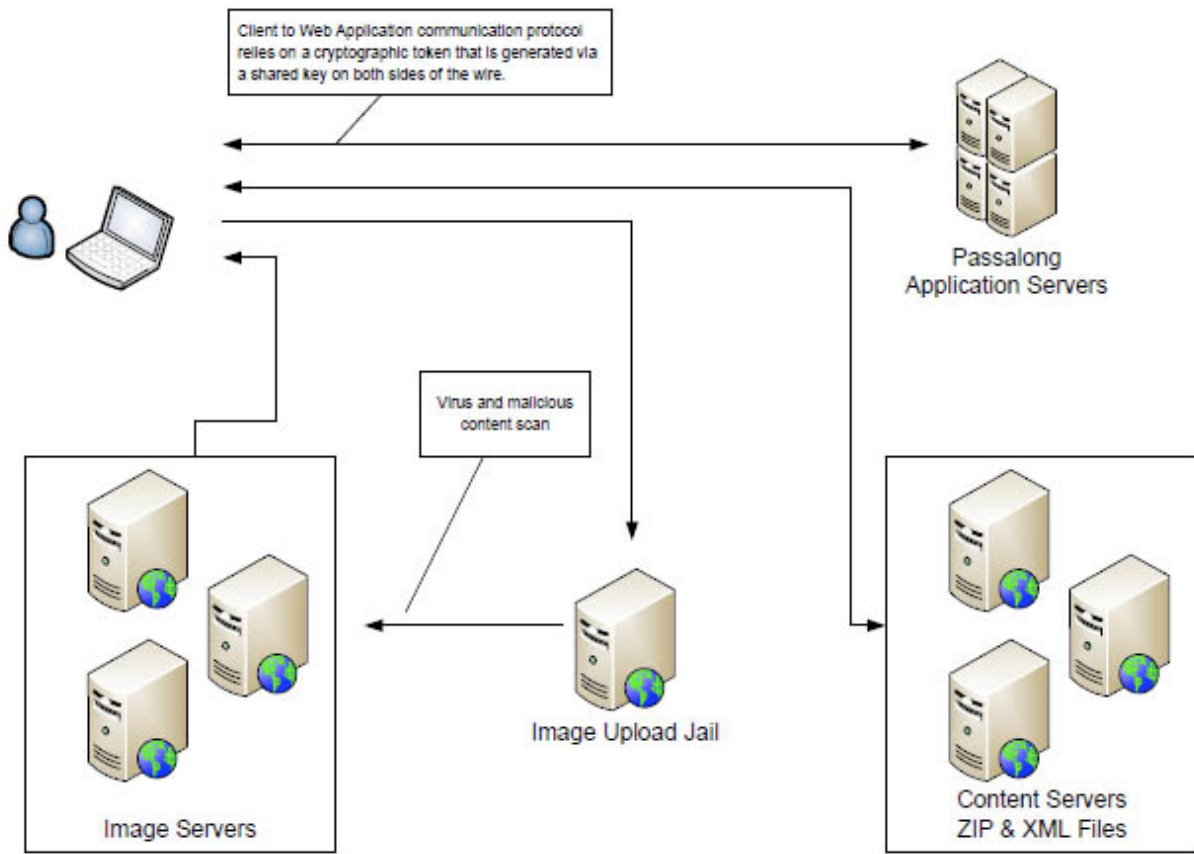 Client to Web Application communication protocol
relies on a cryptographic token that is generated via
a shared key on both sides of the wire.
Passalong
Application Servers
Virus and malicious
content scan
Image Servers
Image Upload Jail
Content Servers
ZIP & XML Files